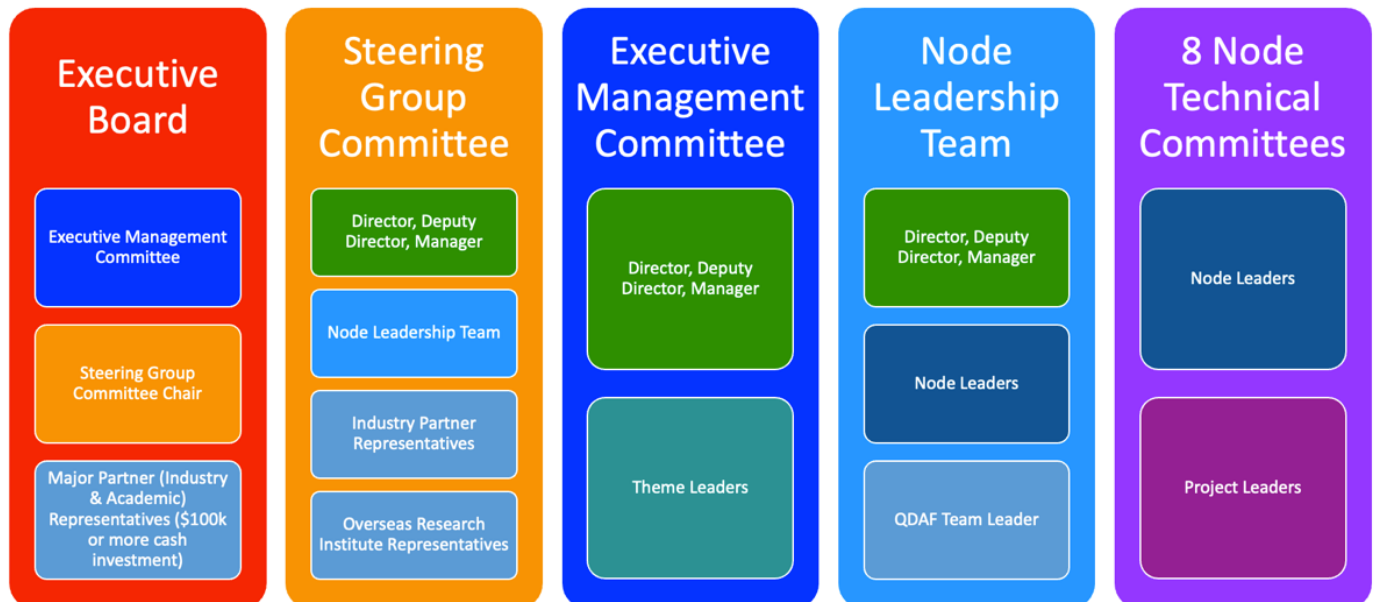 Executive
Board
Executive Management
Committee
Steering Group
Committee Chair
Major Partner (Industry
& Academic)
Representatives ($100k
or more cash
investment)
Steering
Group
Committee
Director, Deputy
Director, Manager
Node Leadership Team
Industry Partner
Representatives
Overseas Research
Institute Representatives
Executive
Management
Committee
Director, Deputy
Director, Manager
Theme Leaders
Node
Leadership
Team
Director, Deputy
Director, Manager
Node Leaders
QDAF Team Leader
8 Node
Technical
Committees
Node Leaders
Project Leaders